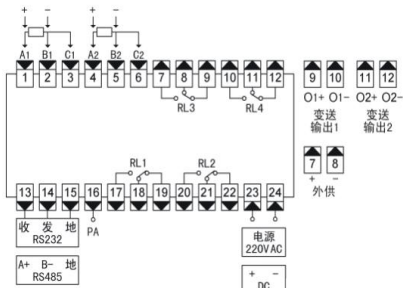 + - + -
A1 B1 C1 A2 B2 C2
1 2 3 4 5 6 7 8 9 10 11 12 9 10 11 12
O1+ O1- O2+ O2-
RL3 RL4
变送 变送
输出1 输出2
RL1 RL2
7 8
+ -
外供
13 14 15 16 17 18 19 20 21 22 23 24
收 发 地
RS232
PA
电源
220VAC
A+ B- 地
RS485
+ -
DC